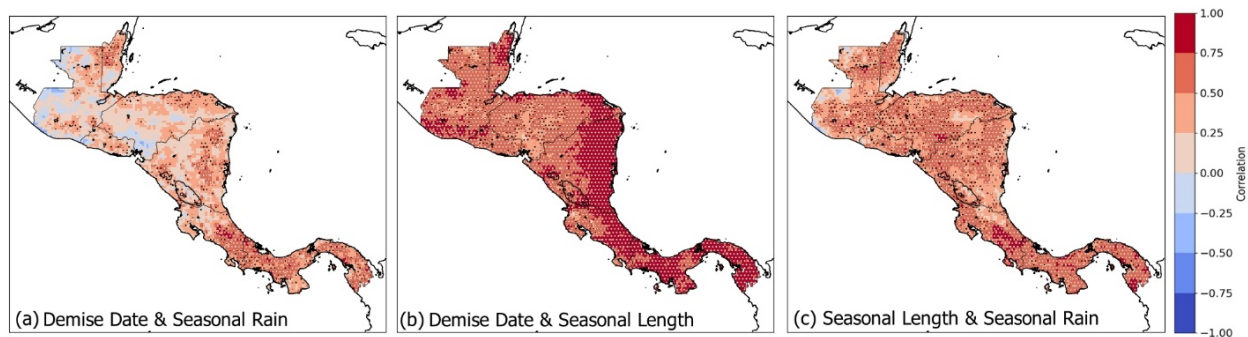 (a) Demise Date & Seasonal Rain
(b) Demise Date & Seasonal Length
(c) Seasonal Length & Seasonal Rain
1.00
0.75
0.50
0.25
0.00
−0.25
−0.50
−0.75
−1.00
Correlation